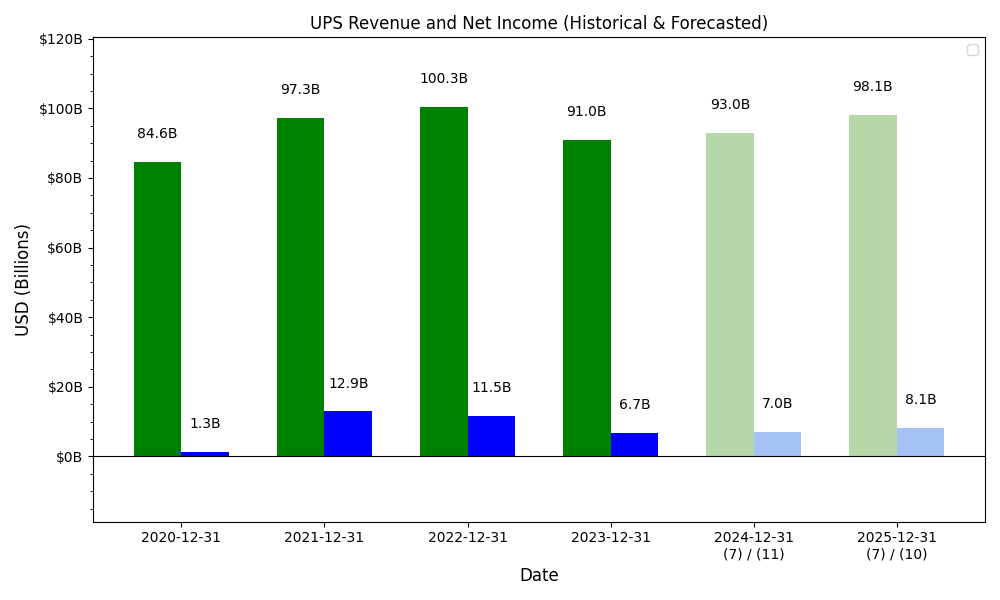 UPS Revenue and Net Income (Historical & Forecasted)
$120B
$100B
$80B
$60B
$40B
$20B
$0B
USD (Billions)
84.6B
1.3B
97.3B
12.9B
100.3B
11.5B
91.0B
6.7B
93.0B
7.0B
98.1B
8.1B
2020-12-31
2021-12-31
2022-12-31
2023-12-31
2024-12-31
(7) / (11)
2025-12-31
(7) / (10)
Date